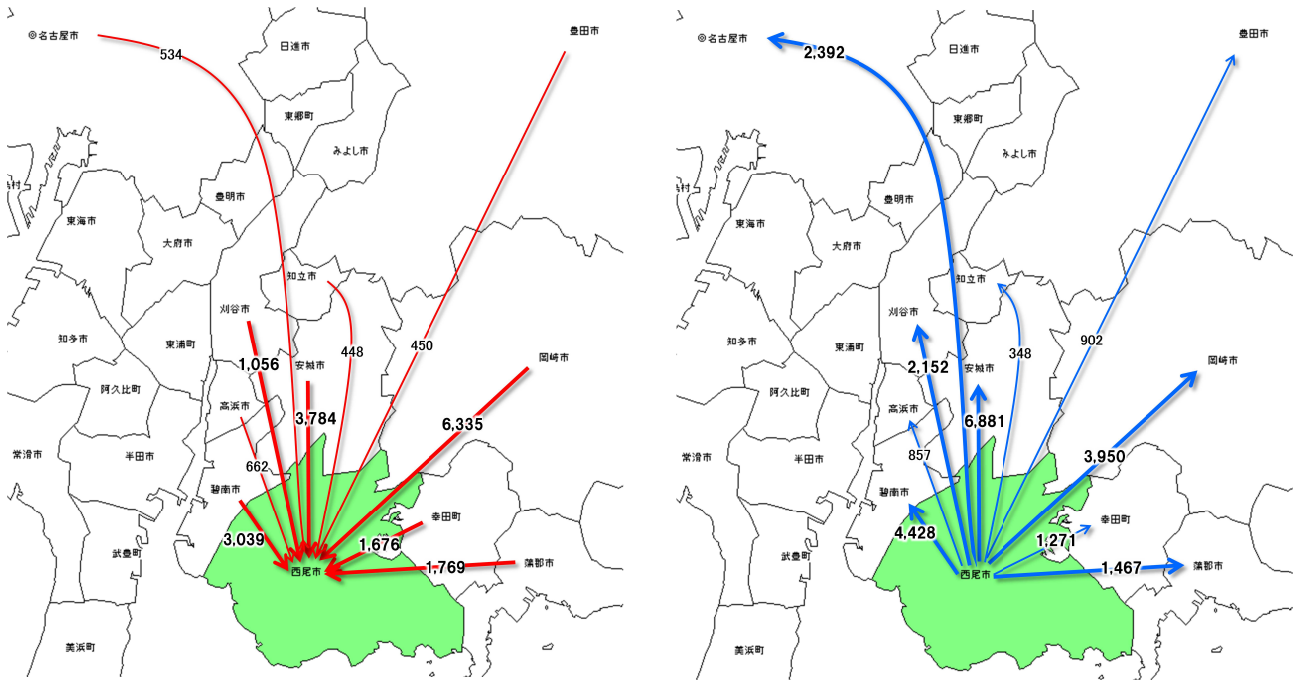 ◎名古屋市
534
豊田市
日進市
東郷町
みよし市
豊明市
東海市
大府市
知立市
刈谷市
知多市
東浦町
448
450
1,056
安城市
岡崎市
阿久比町
高浜市
3,784
6,335
常滑市
半田市
662
碧南市
3,039
幸田町
1,676
武豊町
西尾市
1,769
蒲郡市
美浜町
◎名古屋市
2,392
豊田市
日進市
東郷町
みよし市
豊明市
東海市
大府市
知立市
刈谷市
知多市
東浦町
348
902
2,152
安城市
岡崎市
阿久比町
高浜市
6,881
3,950
常滑市
半田市
857
碧南市
4,428
幸田町
1,271
武豊町
西尾市
1,467
蒲郡市
美浜町